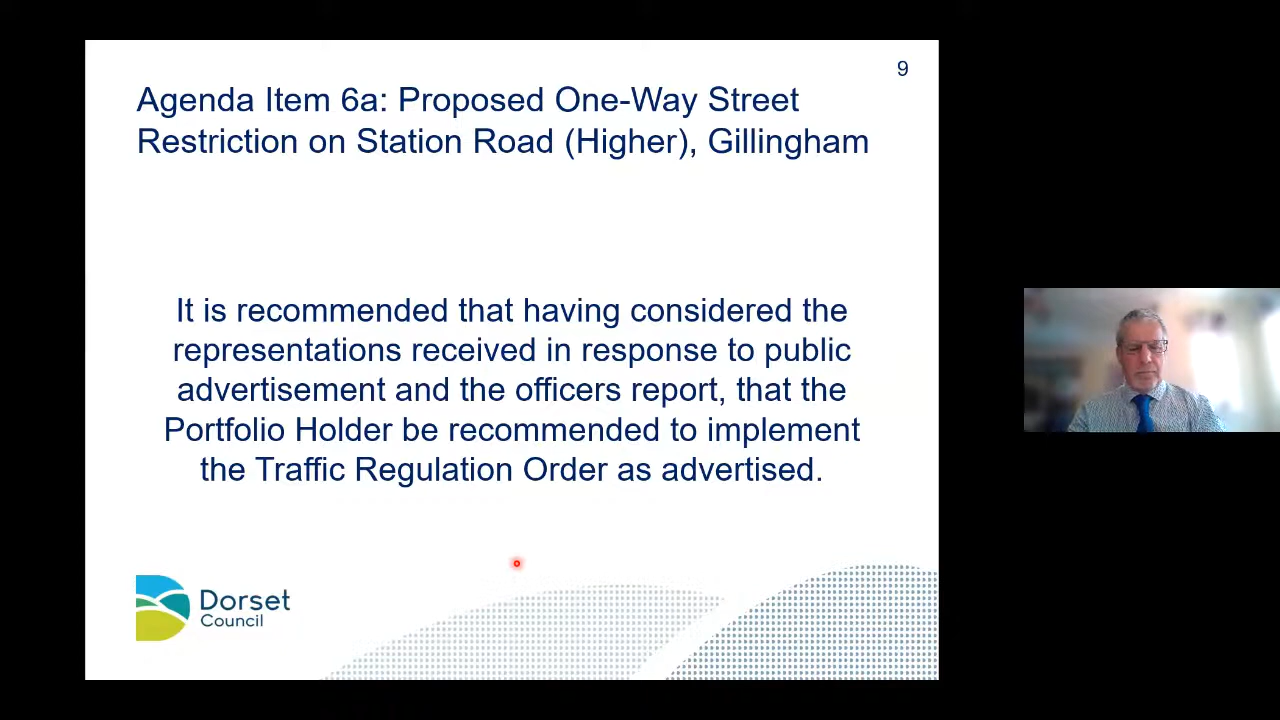 9
Agenda Item 6a: Proposed One-Way Street
Restriction on Station Road (Higher), Gillingham
It is recommended that having considered the
representations received in response to public
advertisement and the officers report, that the
Portfolio Holder be recommended to implement
the Traffic Regulation Order as advertised.
Dorset
Council